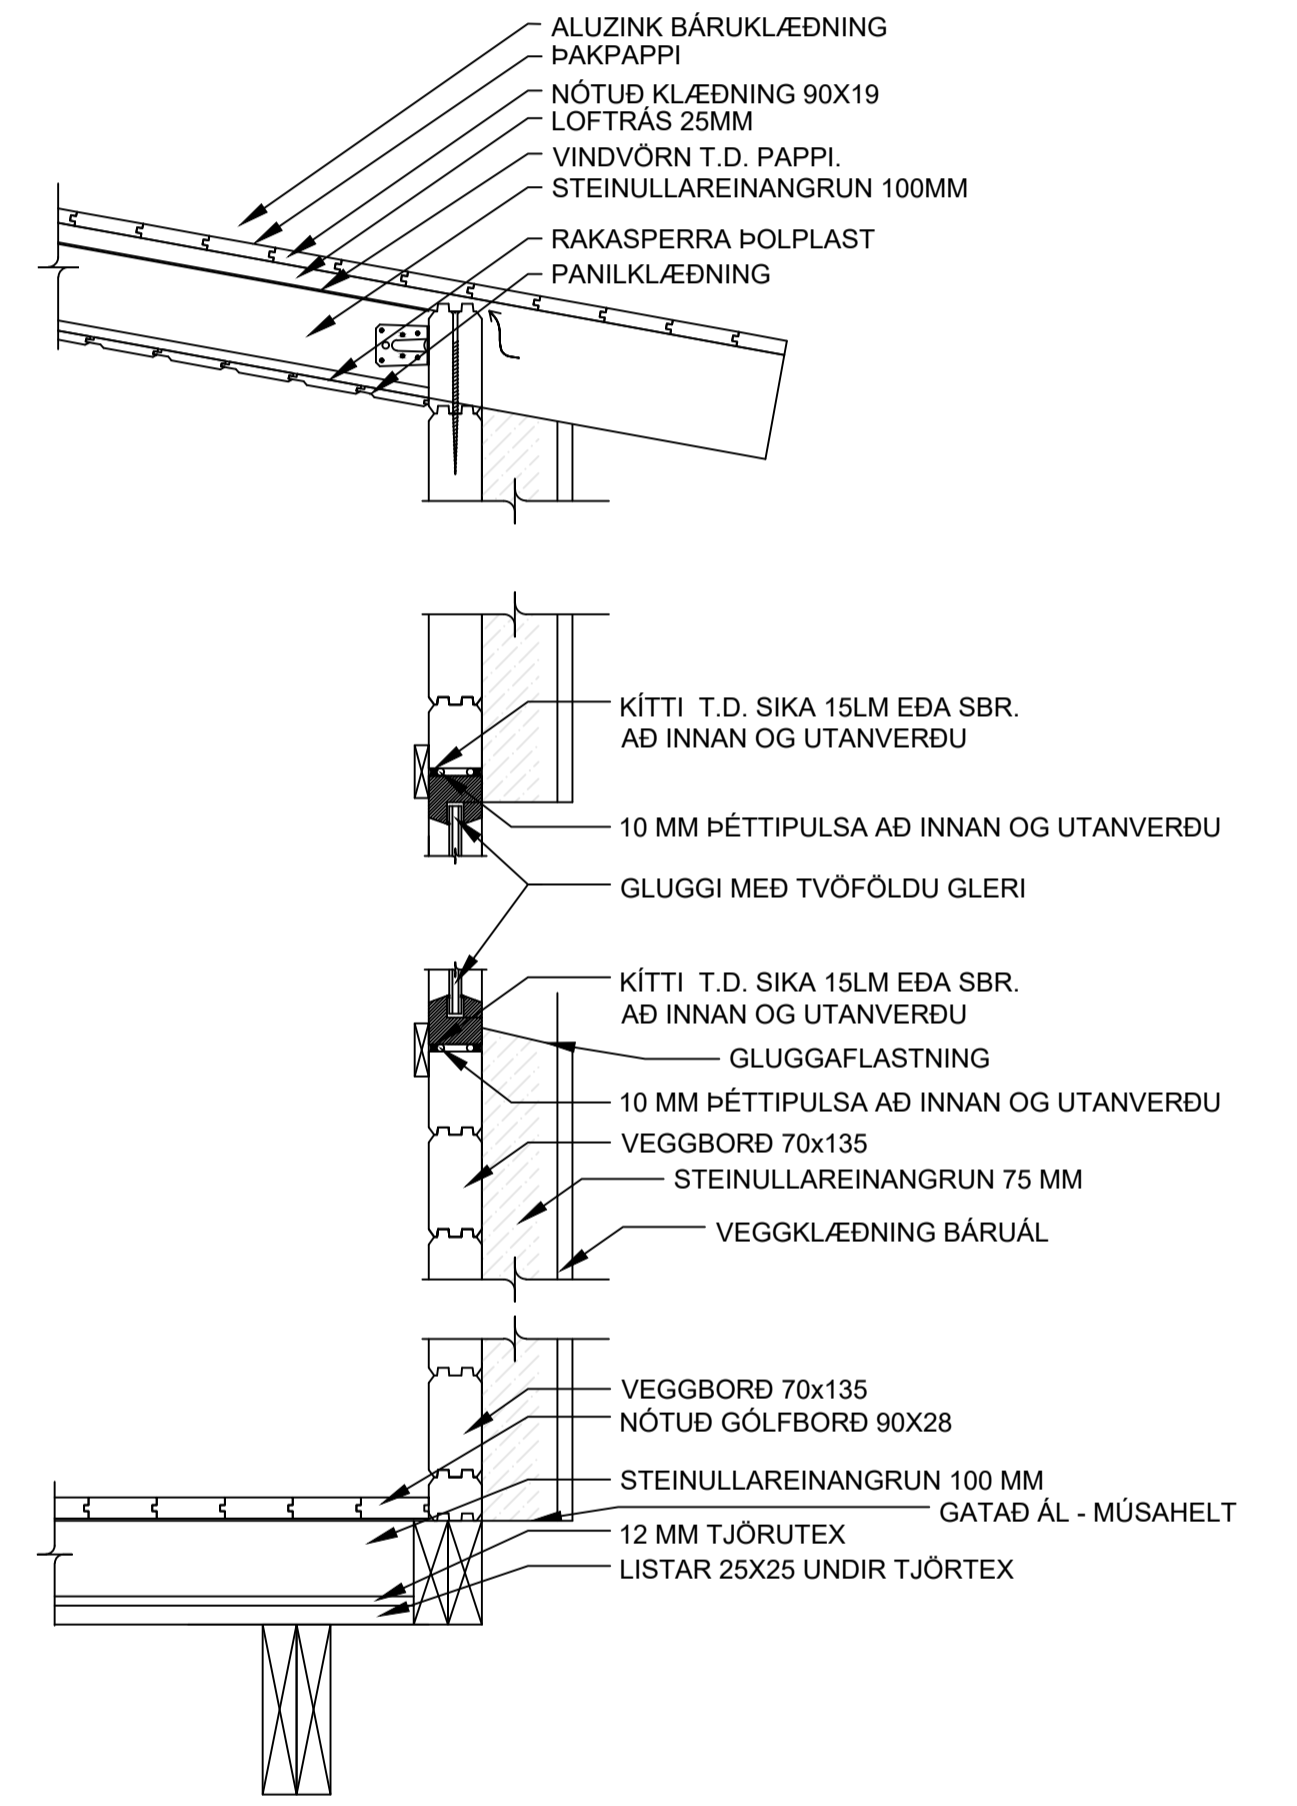 ALUZINK BÁRUKLÆÐNING
ÞAKPAPPI
NÓTUÐ KLÆÐNING 90X19
LOFTRÁS 25MM
VINDVÖRN T.D. PAPPI.
STEINULLAREINANGRUN 100MM
RAKASPERRA ÞOLPLAST
PANILKLÆÐNING
KÍTTI T.D. SIKA 15LM EÐA SBR.
AÐ INNAN OG UTANVERÐU
10 MM ÞÉTTIPULSA AÐ INNAN OG UTANVERÐU
GLUGGI MEÐ TVÖFÖLDU GLERI
KÍTTI T.D. SIKA 15LM EÐA SBR.
AÐ INNAN OG UTANVERÐU
GLUGGAFLASTNING
10 MM ÞÉTTIPULSA AÐ INNAN OG UTANVERÐU
VEGGBORÐ 70x135
STEINULLAREINANGRUN 75 MM
VEGGKLÆÐNING BÁRUÁL
VEGGBORÐ 70x135
NÓTUÐ GÓLFBORÐ 90X28
STEINULLAREINANGRUN 100 MM
GATAÐ ÁL - MÚSAHELT
12 MM TJÖRUTEX
LISTAR 25X25 UNDIR TJÖRTEX